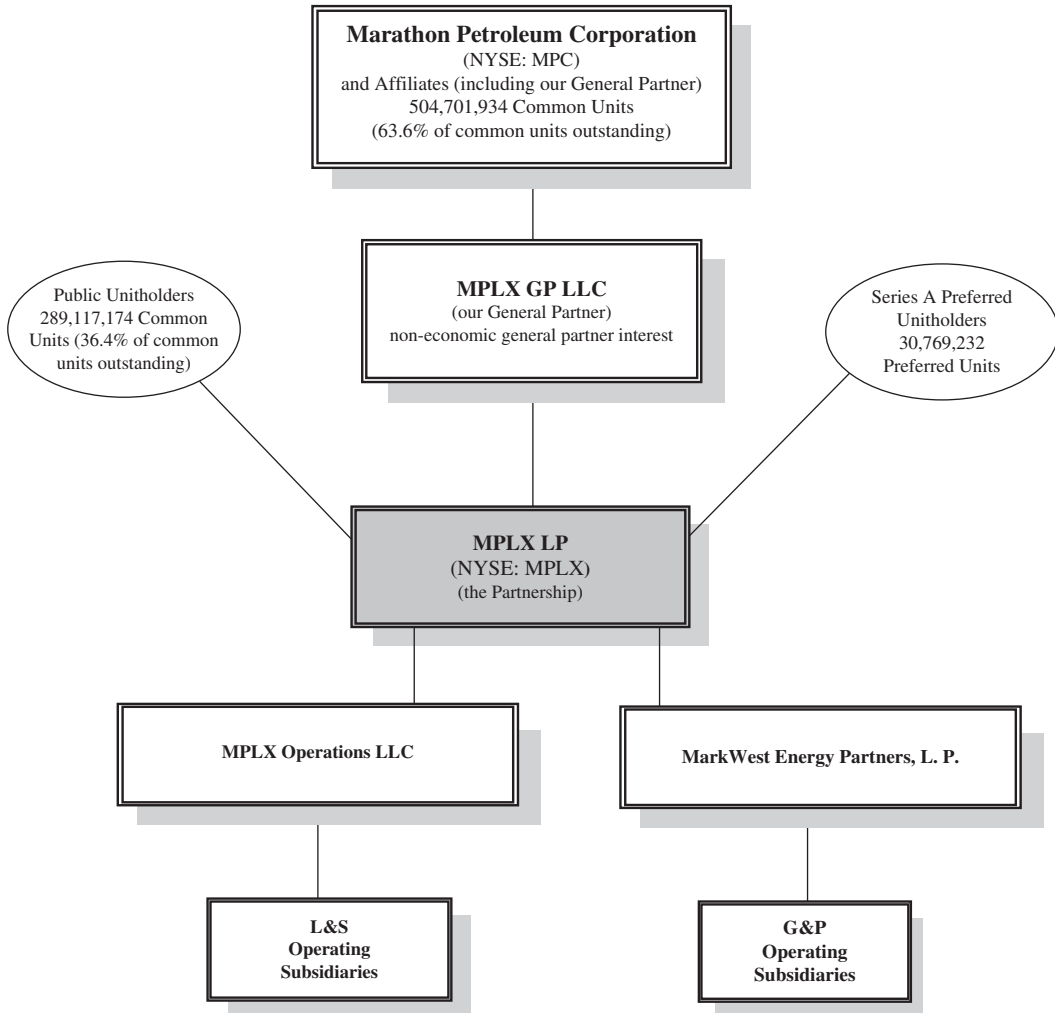 Marathon Petroleum Corporation
(NYSE: MPC)
and Affiliates (including our General Partner)
504,701,934 Common Units
(63.6% of common units outstanding)
MPLX GP LLC
(our General Partner)
non-economic general partner interest
Public Unitholders
289,117,174 Common
Units (36.4% of common
units outstanding)
Series A Preferred
Unitholders
30,769,232
Preferred Units
MPLX LP
(NYSE: MPLX)
(the Partnership)
MPLX Operations LLC
MarkWest Energy Partners, L. P.
L&S
Operating
Subsidiaries
G&P
Operating
Subsidiaries